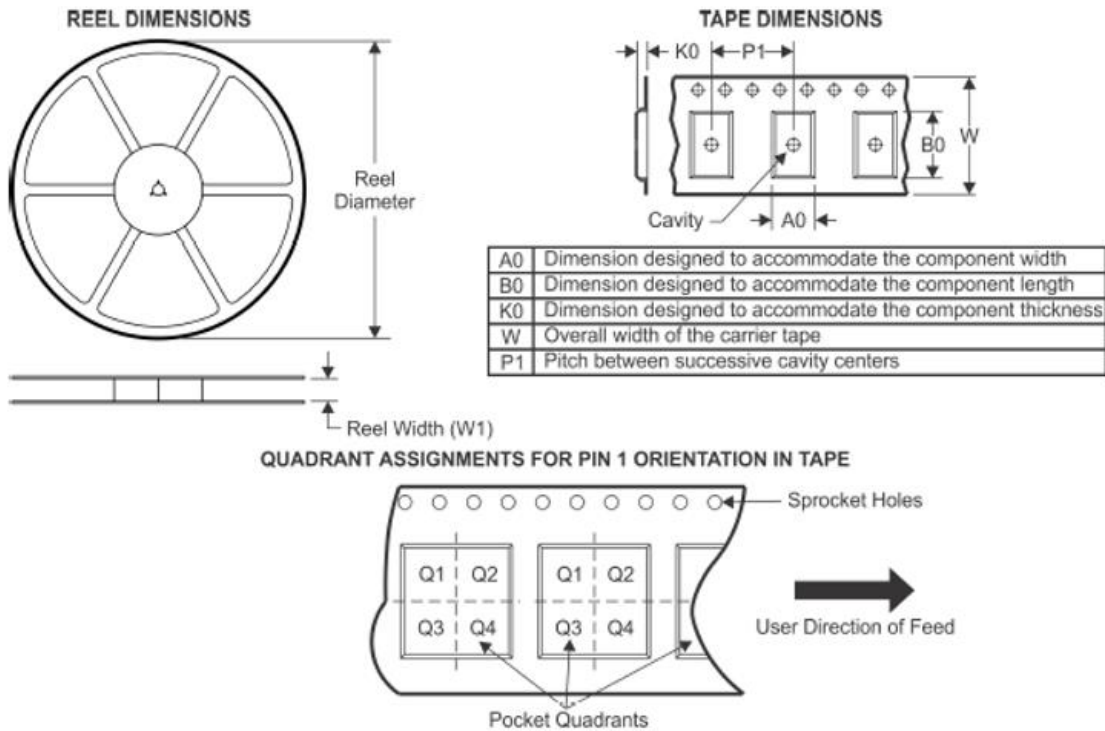 REEL DIMENSIONS
Reel
Diameter
Reel Width (W1)
TAPE DIMENSIONS
K0
P1
B0
W
Cavity
A0
A0 Dimension designed to accommodate the component width
B0 Dimension designed to accommodate the component length
K0 Dimension designed to accommodate the component thickness
W Overall width of the carrier tape
P1 Pitch between successive cavity centers
QUADRANT ASSIGNMENTS FOR PIN 1 ORIENTATION IN TAPE
Sprocket Holes
Q1 Q2 Q1 Q2
Q3 Q4 Q3 Q4
User Direction of Feed
Pocket Quadrants